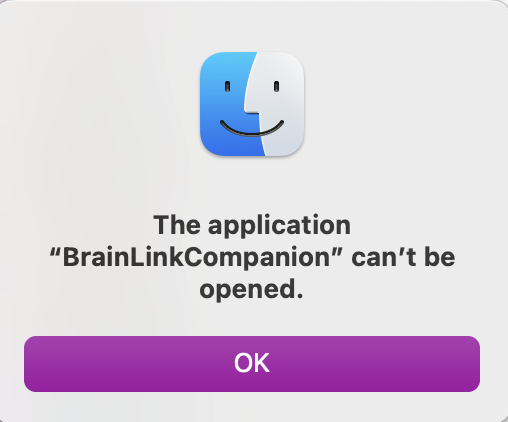 The application
“BrainLinkCompanion” can’t be
opened.
OK